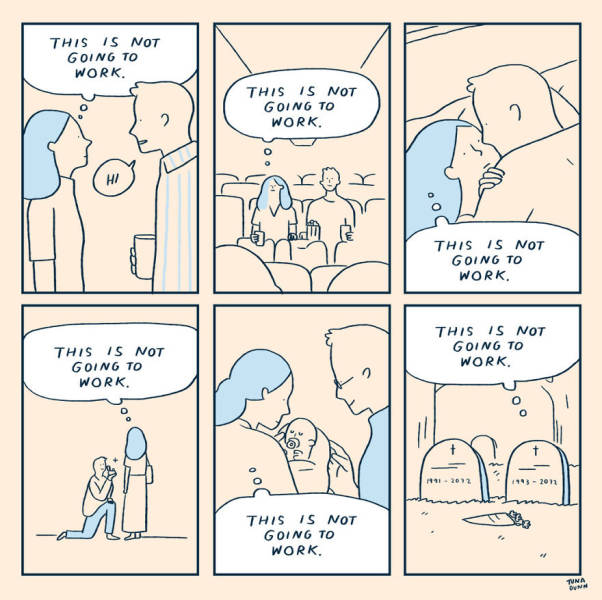 THIS IS NOT
GOING TO
WORK.
HI
THIS IS NOT
GOING TO
WORK.
THIS IS NOT
GOING TO
WORK.
THIS IS NOT
GOING TO
WORK.
THIS IS NOT
GOING TO
WORK.
THIS IS NOT
GOING TO
WORK.
1991-2072
1993-2072
TUNA
DUNN